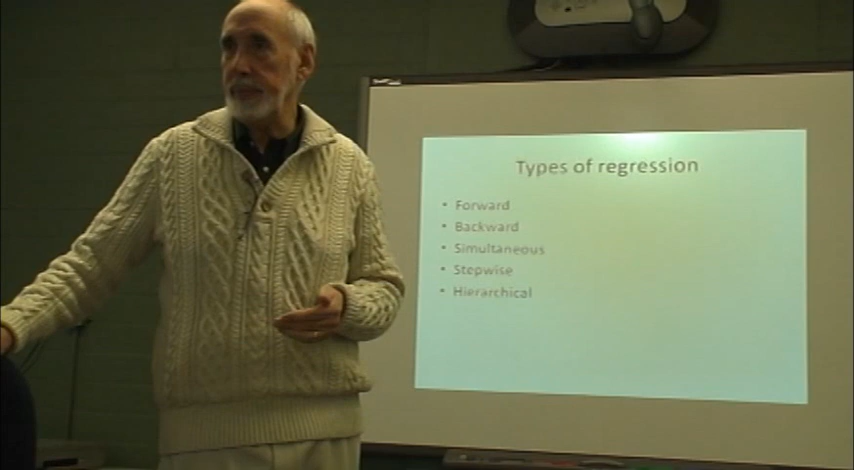 Types of regression
• Forward
• Backward
• Simultaneous
• Stepwise
• Hierarchical